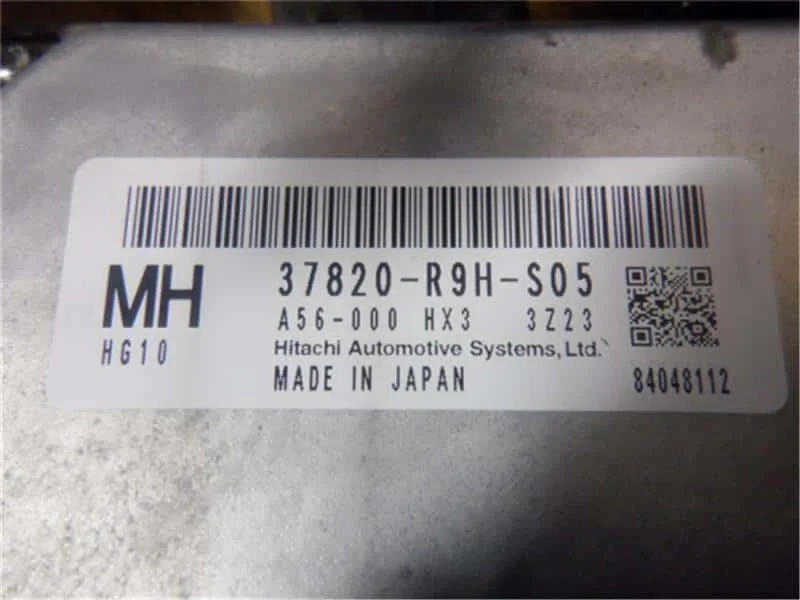 MH
HG10
37820-R9H-S05
A56-000 HX3 3Z23
Hitachi Automotive Systems, Ltd.
MADE IN JAPAN
84048112